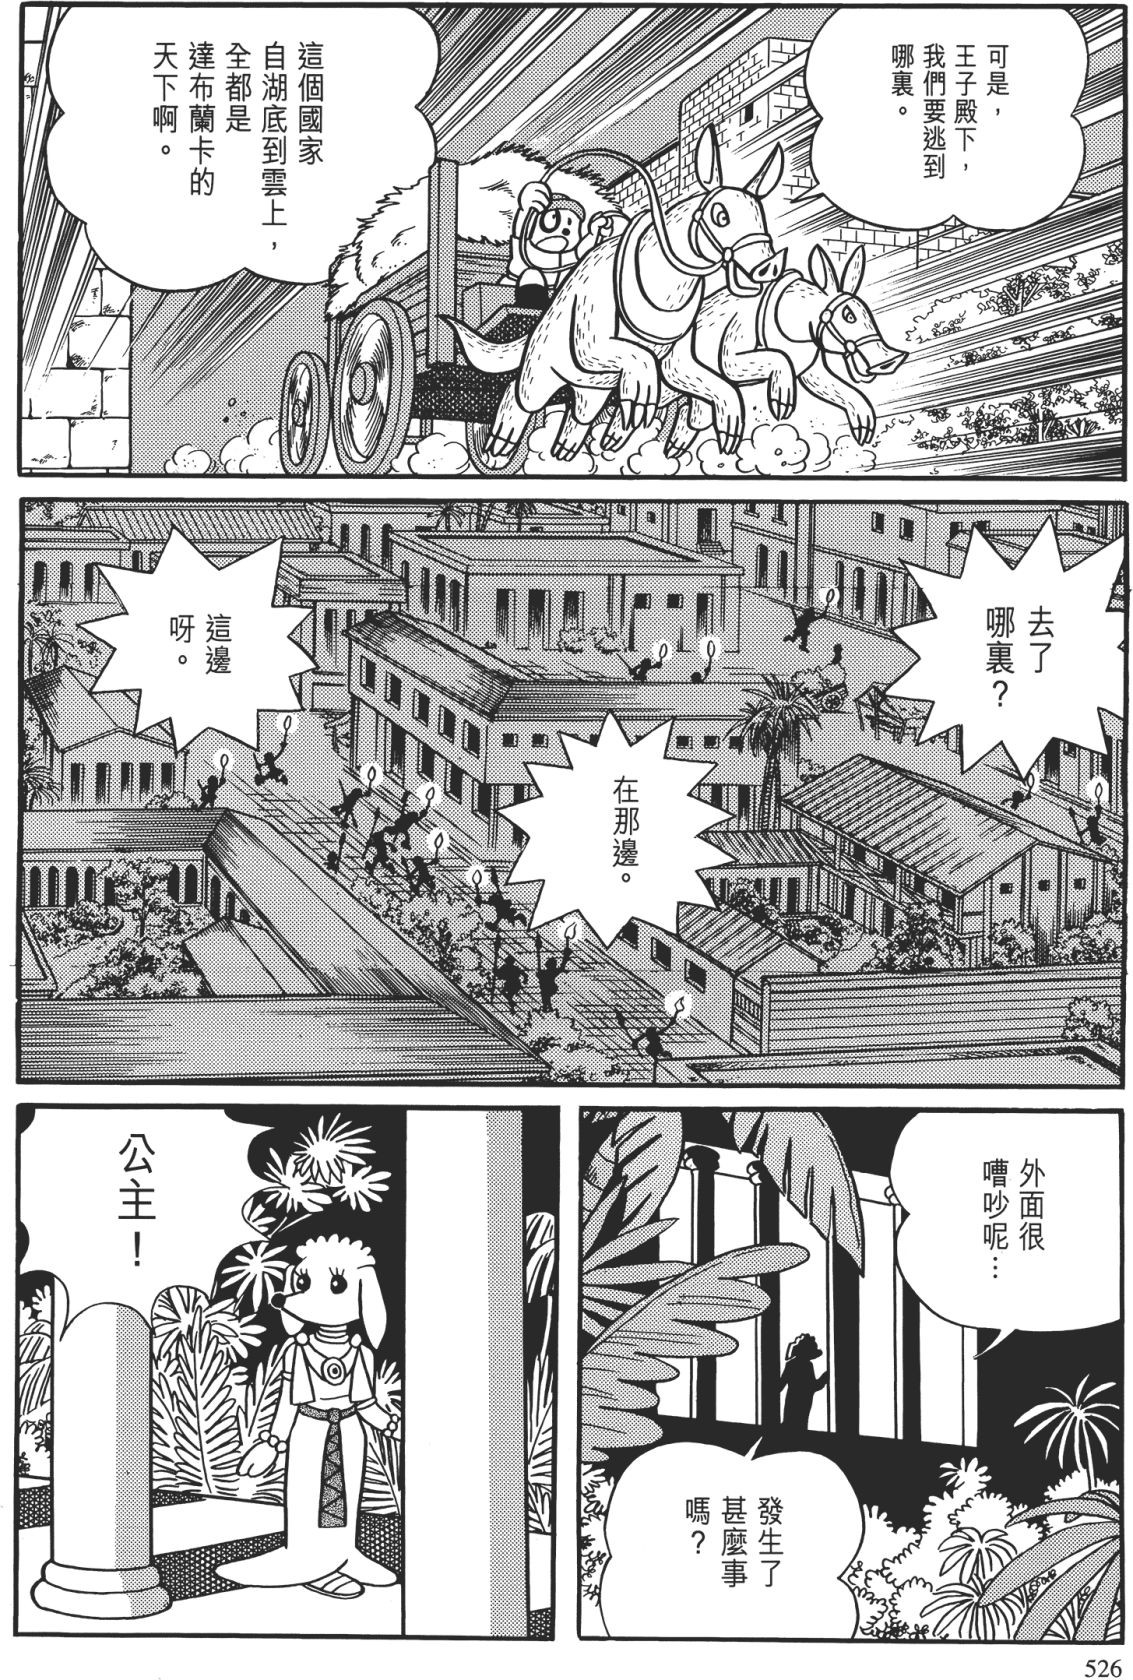 可是，
王子殿下，
我們要逃到
哪裏。
這個國家
自湖底到雲上，
全都是
達布蘭卡的
天下啊。
去了
哪裏？
在那邊。
這邊
呀。
外面很
嘈吵呢…
發生了
甚麼事
嗎？
公主！
526